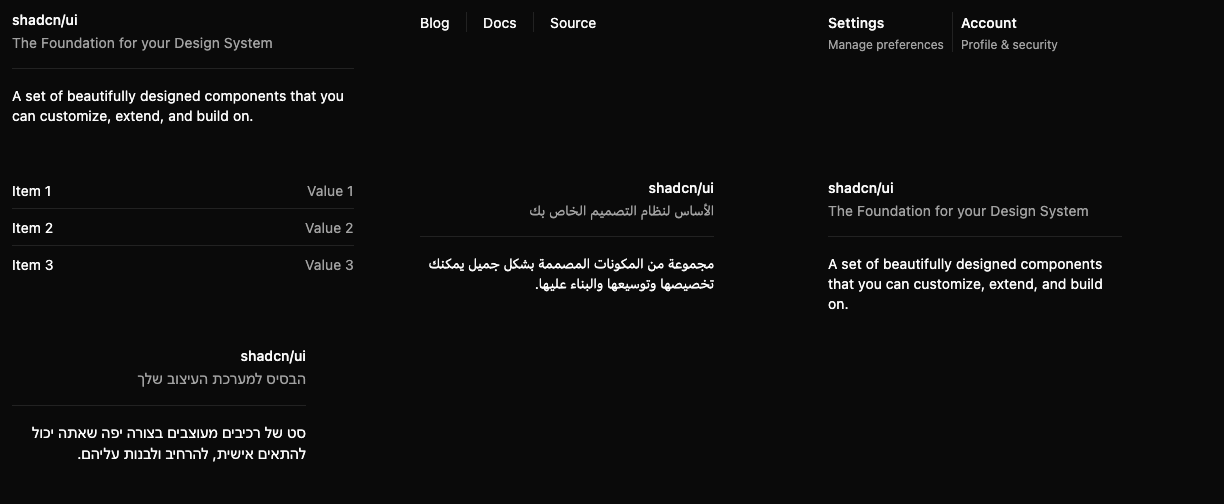 shadcn/ui
The Foundation for your Design System
A set of beautifully designed components that you
can customize, extend, and build on.
Blog
Docs
Source
Settings
Manage preferences
Account
Profile & security
Item 1 Value 1
Item 2 Value 2
Item 3 Value 3
shadcn/ui
الأساس لنظام التصميم الخاص بك
مجموعة من المكونات المصممة بشكل جميل يمكنك
تخصيصها وتوسيعها والبناء عليها.
shadcn/ui
The Foundation for your Design System
A set of beautifully designed components
that you can customize, extend, and build
on.
shadcn/ui
הבסיס למערכת העיצוב שלך
סט של רכיבים מעוצבים בצורה יפה שאתה יכול
להתאים אישית, להרחיב ולבנות עליהם.